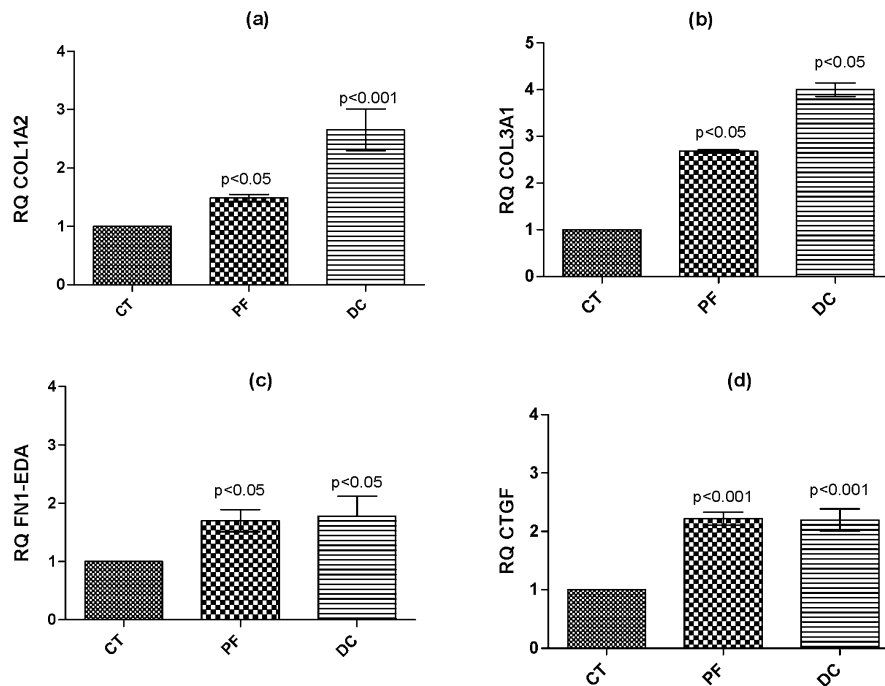 (a)
RQ COL1A2
4
3
2
1
0
p<0.05
p<0.001
CT
PF
DC
(b)
RQ COL3A1
5
4
3
2
1
0
p<0.05
p<0.05
CT
PF
DC
(c)
RQ FN1-EDA
4
3
2
1
0
p<0.05
p<0.05
CT
PF
DC
(d)
RQ CTGF
4
3
2
1
0
p<0.001
p<0.001
CT
PF
DC